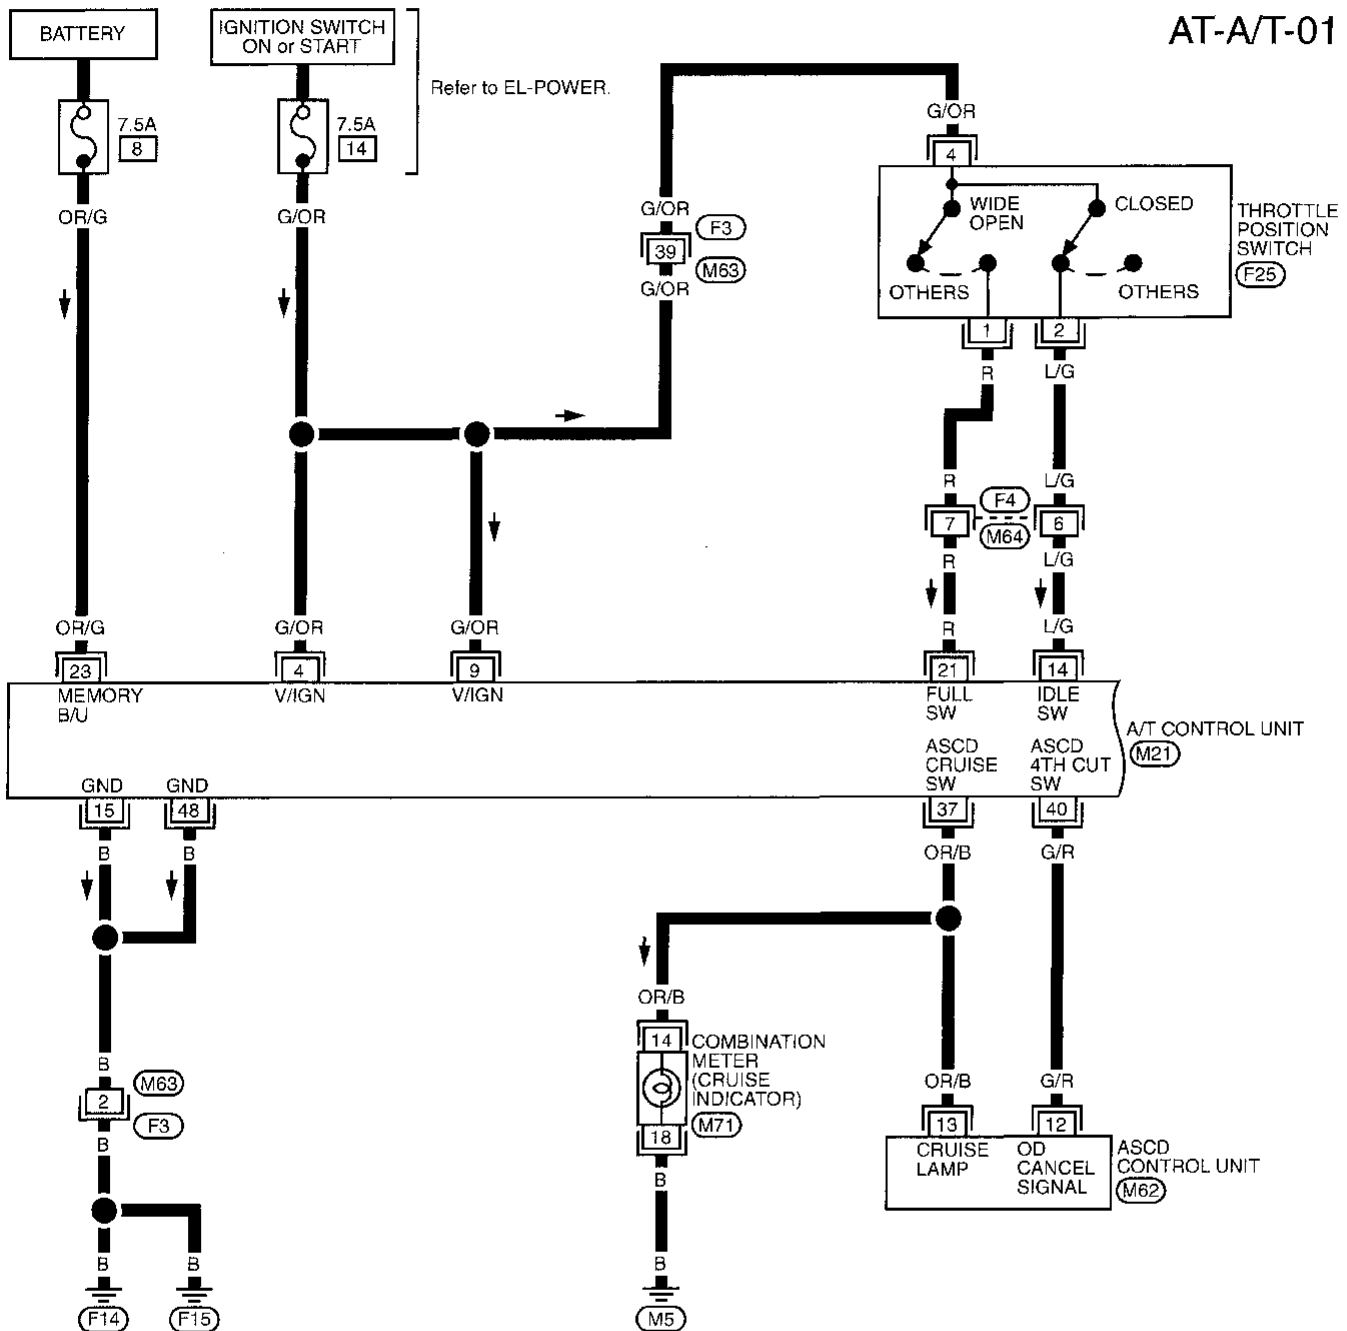 AT-A/T-01
BATTERY
IGNITION SWITCH
ON or START
Refer to EL-POWER.
7.5A
8
7.5A
14
OR/G
G/OR
G/OR
G/OR
4
WIDE
OPEN
CLOSED
OTHERS
OTHERS
THROTTLE
POSITION
SWITCH
F25
F3
39
M63
G/OR
1
2
R
L/G
R
L/G
F4
7
6
M64
R
L/G
OR/G
G/OR
G/OR
R
L/G
23
4
9
21
14
MEMORY
B/U
V/IGN
V/IGN
FULL
SW
IDLE
SW
A/T CONTROL UNIT
M21
ASCD
CRUISE
SW
ASCD
4TH CUT
SW
GND
GND
15
48
37
40
B
B
OR/B
G/R
OR/B
14
COMBINATION
METER
(CRUISE
INDICATOR)
M71
18
B
M63
2
F3
B
B
OR/B
G/R
13
12
CRUISE
LAMP
OD
CANCEL
SIGNAL
ASCD
CONTROL UNIT
M62
B
B
B
F14
F15
B
M5